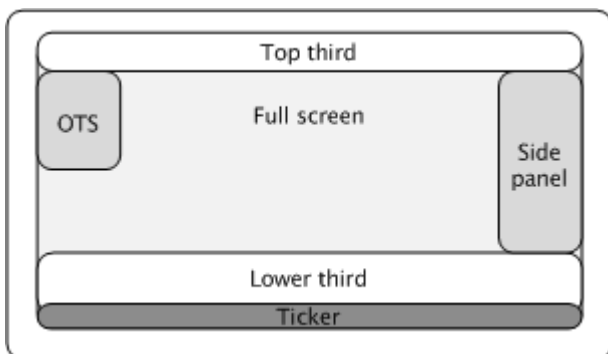 Top third
OTS
Full screen
Side
panel
Lower third
Ticker